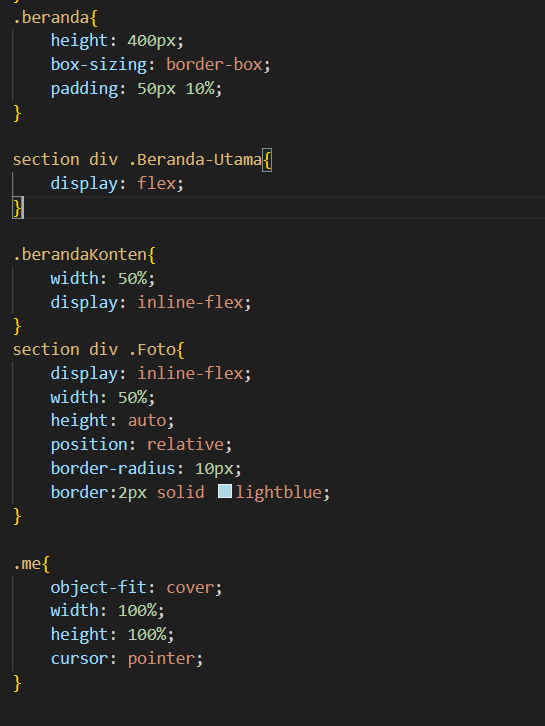 }
.beranda{
    height: 400px;
    box-sizing: border-box;
    padding: 50px 10%;
}
section div .Beranda-Utama{
    display: flex;
}
.berandaKonten{
    width: 50%;
    display: inline-flex;
}
section div .Foto{
    display: inline-flex;
    width: 50%;
    height: auto;
    position: relative;
    border-radius: 10px;
    border:2px solid lightblue;
}
.me{
    object-fit: cover;
    width: 100%;
    height: 100%;
    cursor: pointer;
}